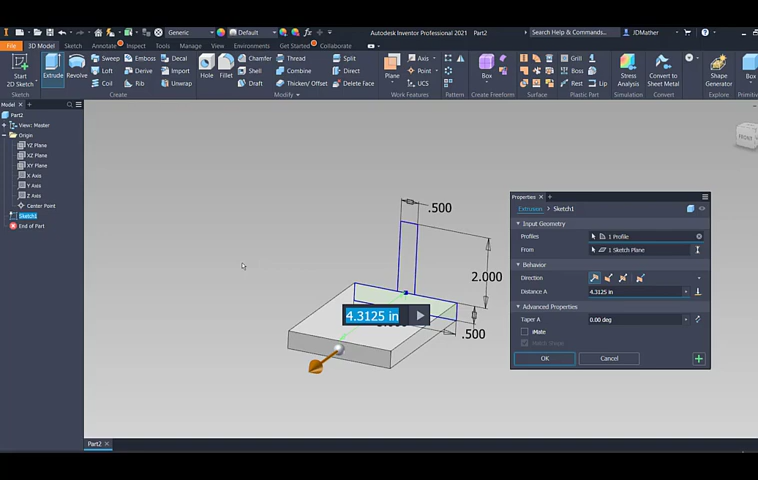 Generic
Default
Autodesk Inventor Professional 2021 Part2
Search Help & Commands...
JDMather
File
3D Model
Sketch
Annotate
Inspect
Tools
Manage
View
Environments
Get Started
Collaborate
Start
2D Sketch
Extrude
Revolve
Sweep
Loft
Coil
Emboss
Derive
Rib
Decal
Import
Unwrap
Hole
Fillet
Chamfer
Shell
Draft
Thread
Combine
Thicken/ Offset
Split
Direct
Delete Face
Plane
Axis
Point
UCS
Box
Grill
Boss
Rest
Lip
Stress
Analysis
Convert to
Sheet Metal
Shape
Generator
Box
Sketch
Create
Modify
Work Features
Create Freeform
Surface
Plastic Part
Simulation
Convert
Explore
Model
Part2
View: Master
Origin
YZ Plane
XZ Plane
XY Plane
X Axis
Y Axis
Z Axis
Center Point
Sketch1
End of Part
.500
2.000
.500
4.3125 in
FRONT
Properties
Extrusion > Sketch1
Input Geometry
Profiles
1 Profile
From
1 Sketch Plane
Behavior
Direction
Distance A
4.3125 in
Advanced Properties
Taper A
0.00 deg
iMate
Match Shape
OK
Cancel
Part2